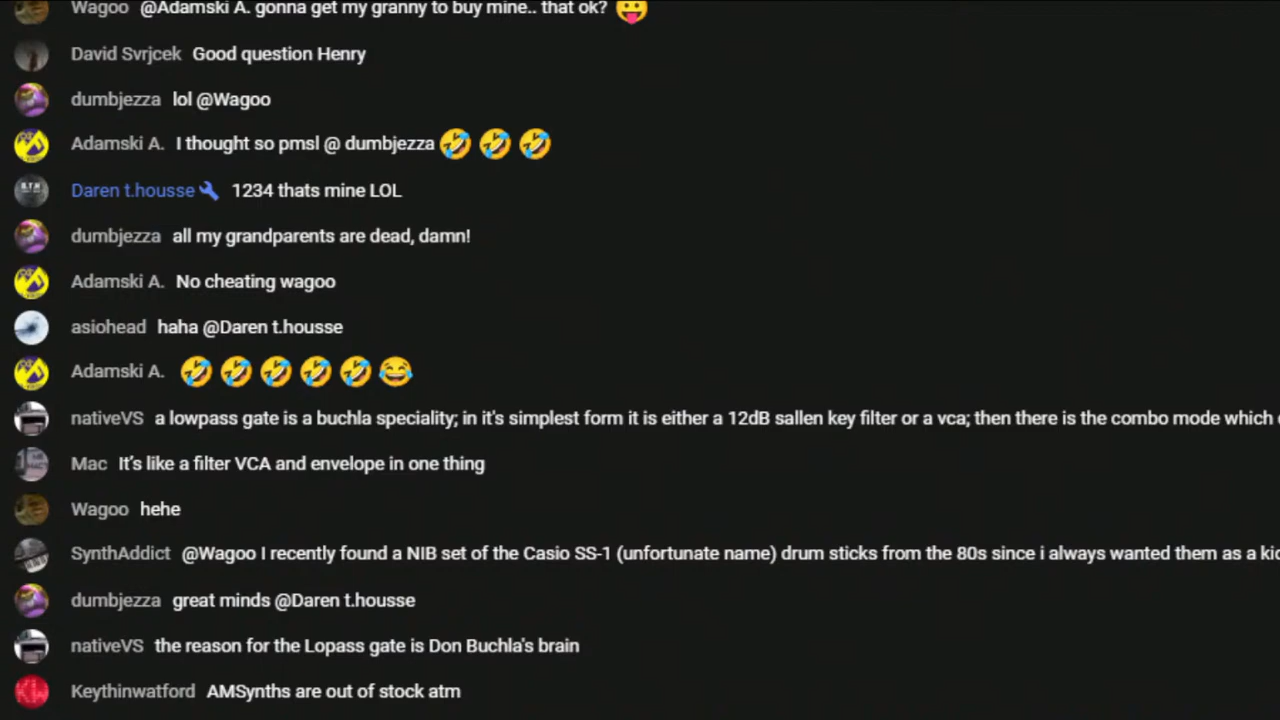 Wagoo @Adamski A. gonna get my granny to buy mine.. that ok? 😛
David Svrjcek Good question Henry
dumbjezza lol @Wagoo
Adamski A. I thought so pmsl @ dumbjezza 🤣 🤣 🤣
Daren t.housse 🔧 1234 thats mine LOL
dumbjezza all my grandparents are dead, damn!
Adamski A. No cheating wagoo
asiohead haha @Daren t.housse
Adamski A. 🤣 🤣 🤣 🤣 🤣 😂
nativeVS a lowpass gate is a buchla speciality; in it's simplest form it is either a 12dB sallen key filter or a vca; then there is the combo mode which
Mac It's like a filter VCA and envelope in one thing
Wagoo hehe
SynthAddict @Wagoo I recently found a NIB set of the Casio SS-1 (unfortunate name) drum sticks from the 80s since i always wanted them as a
dumbjezza great minds @Daren t.housse
nativeVS the reason for the Lopass gate is Don Buchla's brain
Keythinwatford AMSynths are out of stock atm